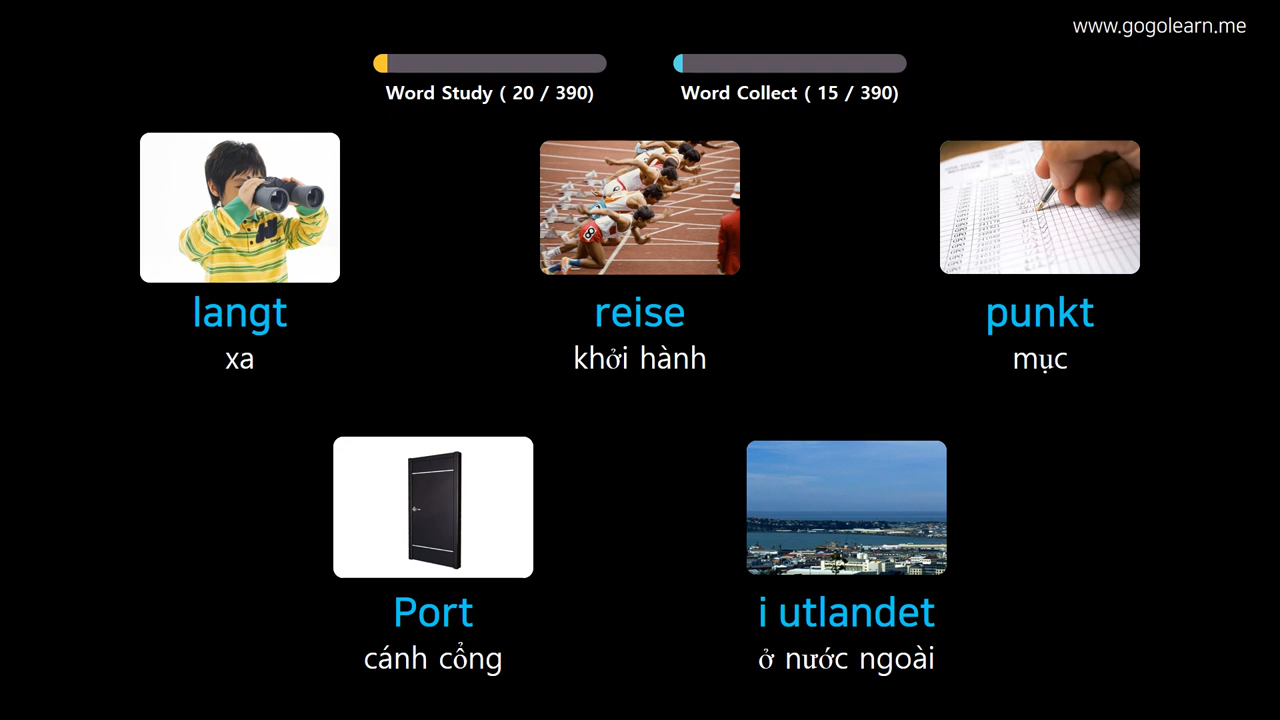 www.gogolearn.me
Word Study ( 20 / 390)
Word Collect ( 15 / 390)
langt
xa
reise
khởi hành
punkt
mục
Port
cánh cổng
i utlandet
ở nước ngoài